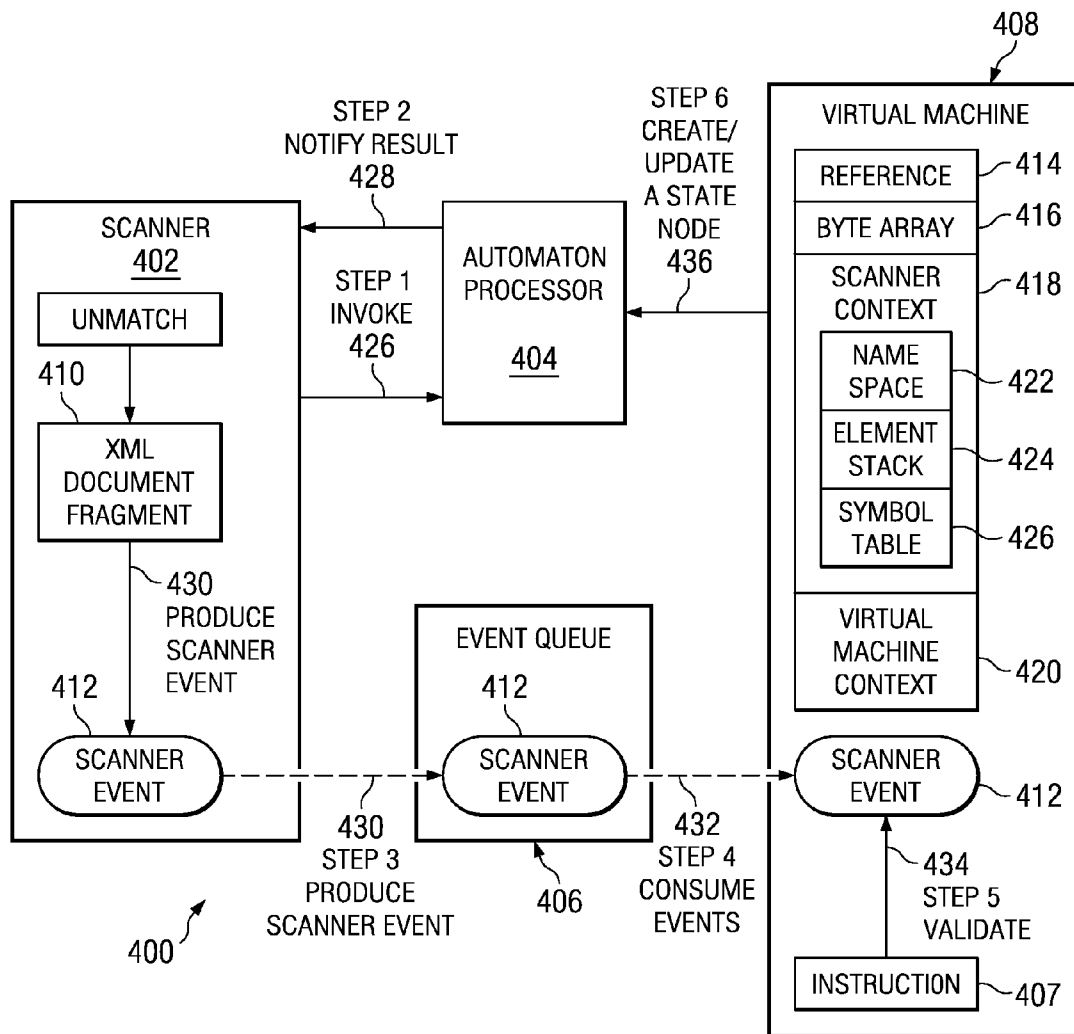 408
VIRTUAL MACHINE
REFERENCE
414
BYTE ARRAY
416
SCANNER
CONTEXT
418
NAME
SPACE
422
ELEMENT
STACK
424
SYMBOL
TABLE
426
VIRTUAL
MACHINE
CONTEXT
420
STEP 2
NOTIFY RESULT
428
STEP 6
CREATE/
UPDATE
A STATE
NODE
436
SCANNER
402
UNMATCH
410
XML
DOCUMENT
FRAGMENT
430
PRODUCE
SCANNER
EVENT
412
SCANNER
EVENT
STEP 1
INVOKE
426
AUTOMATON
PROCESSOR
404
EVENT QUEUE
412
SCANNER
EVENT
406
430
STEP 3
PRODUCE
SCANNER EVENT
432
STEP 4
CONSUME
EVENTS
SCANNER
EVENT
412
434
STEP 5
VALIDATE
INSTRUCTION
407
400